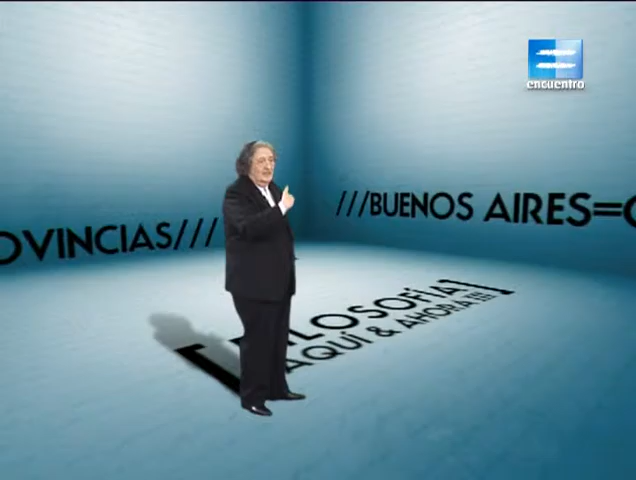 encuentro
OVINCIAS///
///BUENOS AIRES=
[FILOSOFÍA]
AQUÍ & AHORA !!!